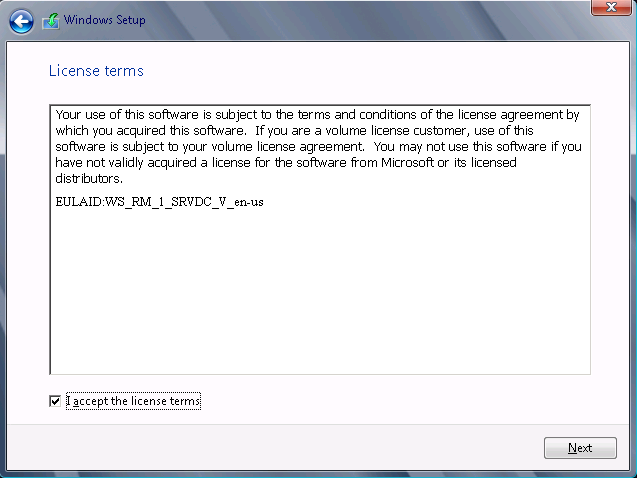 Windows Setup
License terms
Your use of this software is subject to the terms and conditions of the license agreement by
which you acquired this software.  If you are a volume license customer, use of this
software is subject to your volume license agreement.  You may not use this software if you
have not validly acquired a license for the software from Microsoft or its licensed
distributors.
EULAID:WS_RM_1_SRVDC_V_en-us
I accept the license terms
Next